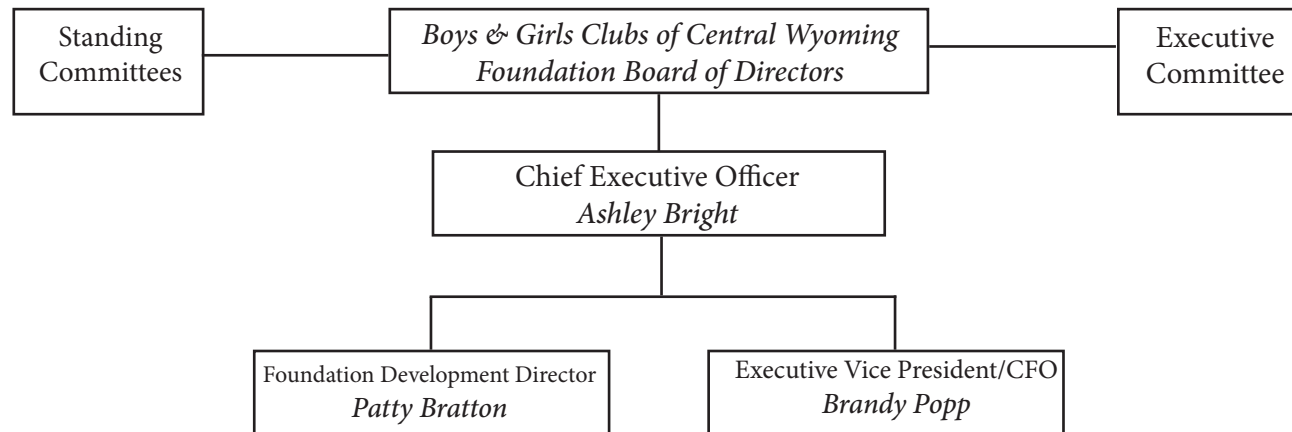 Standing
Committees
Boys & Girls Clubs of Central Wyoming
Foundation Board of Directors
Executive
Committee
Chief Executive Officer
Ashley Bright
Foundation Development Director
Patty Bratton
Executive Vice President/CFO
Brandy Popp